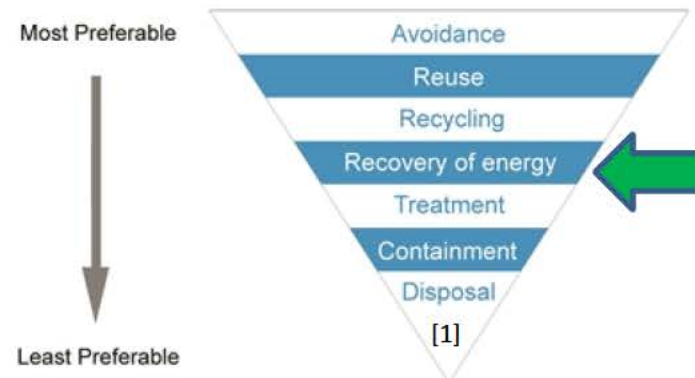 Most Preferable
Avoidance
Reuse
Recycling
Recovery of energy
Treatment
Containment
Disposal
[1]
Least Preferable